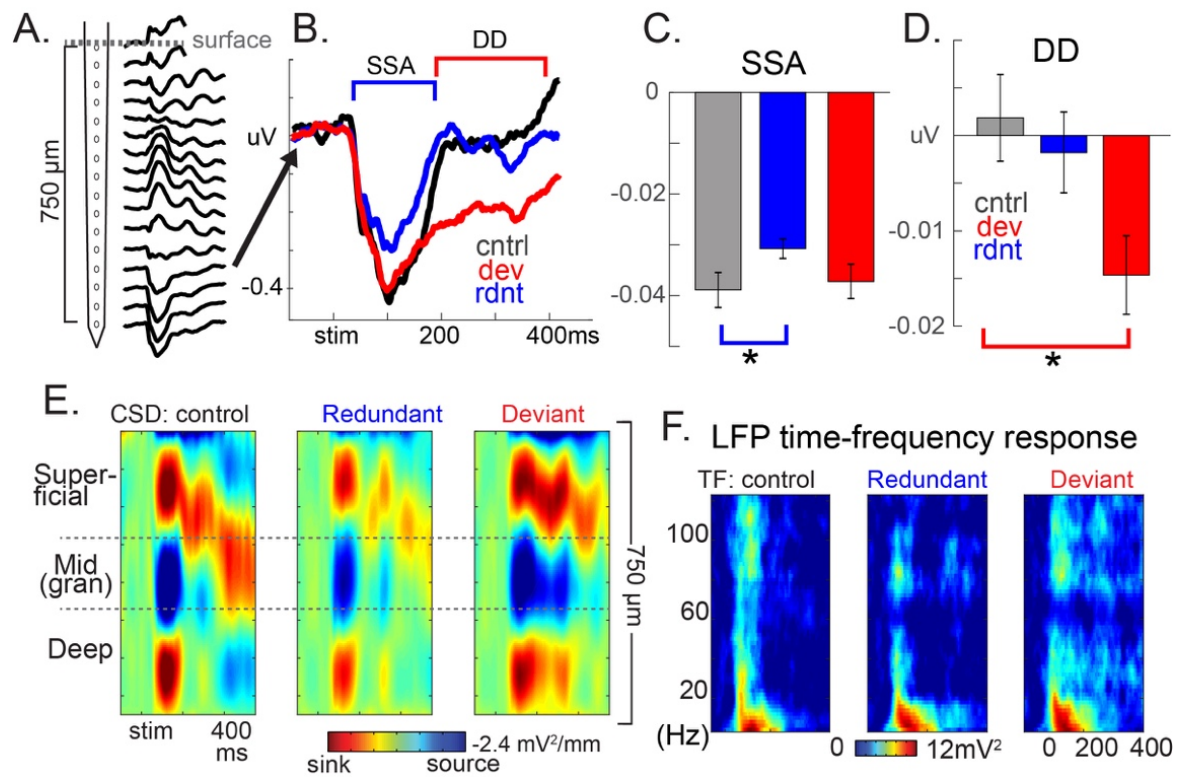 A.
surface
750 µm
B.
SSA
DD
uV
-0.4
cntrl
dev
rdnt
stim
200
400ms
C.
SSA
0
-0.02
-0.04
*
D.
DD
uV
-0.01
-0.02
cntrl
dev
rdnt
*
E.
CSD: control
Redundant
Deviant
Super-
ficial
Mid
(gran)
Deep
750 µm
stim
400
ms
-2.4 mV²/mm
sink
source
F.
LFP time-frequency response
TF: control
Redundant
Deviant
100
60
20
(Hz)
0
12mV²
0 200 400